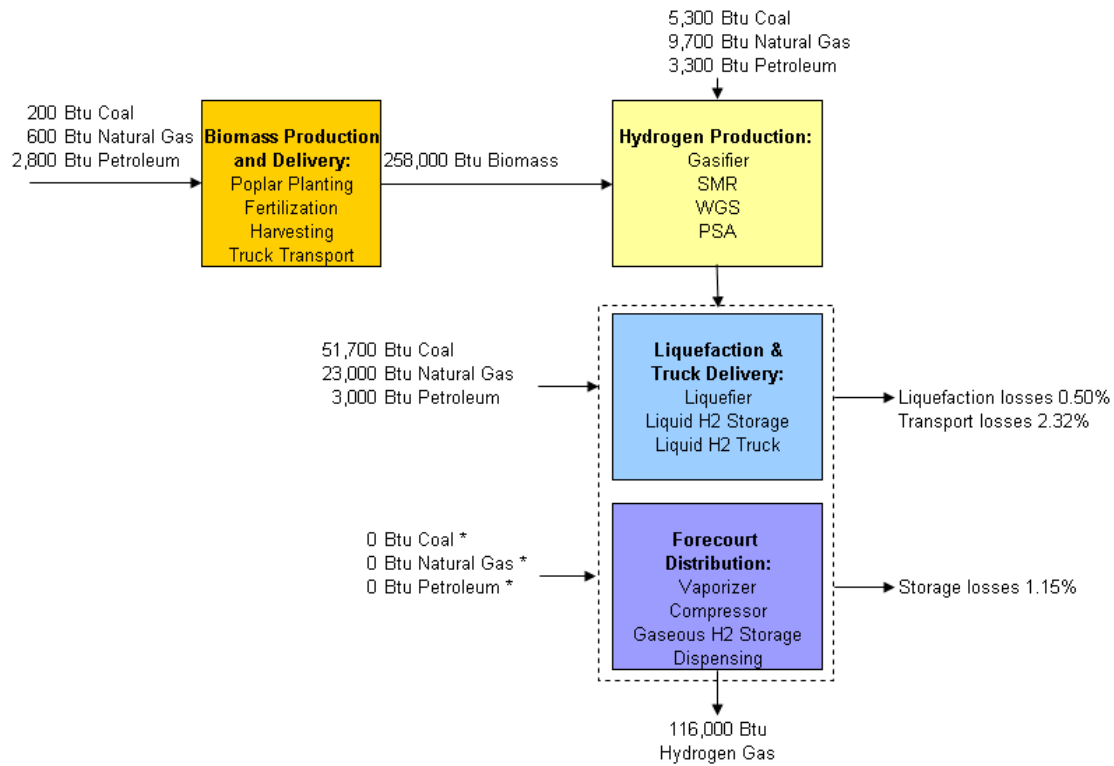 5,300 Btu Coal
9,700 Btu Natural Gas
3,300 Btu Petroleum
200 Btu Coal
600 Btu Natural Gas
2,800 Btu Petroleum
Biomass Production
and Delivery:
Poplar Planting
Fertilization
Harvesting
Truck Transport
258,000 Btu Biomass
Hydrogen Production:
Gasifier
SMR
WGS
PSA
51,700 Btu Coal
23,000 Btu Natural Gas
3,000 Btu Petroleum
Liquefaction &
Truck Delivery:
Liquefier
Liquid H2 Storage
Liquid H2 Truck
Liquefaction losses 0.50%
Transport losses 2.32%
0 Btu Coal *
0 Btu Natural Gas *
0 Btu Petroleum *
Forecourt
Distribution:
Vaporizer
Compressor
Gaseous H2 Storage
Dispensing
Storage losses 1.15%
116,000 Btu
Hydrogen Gas